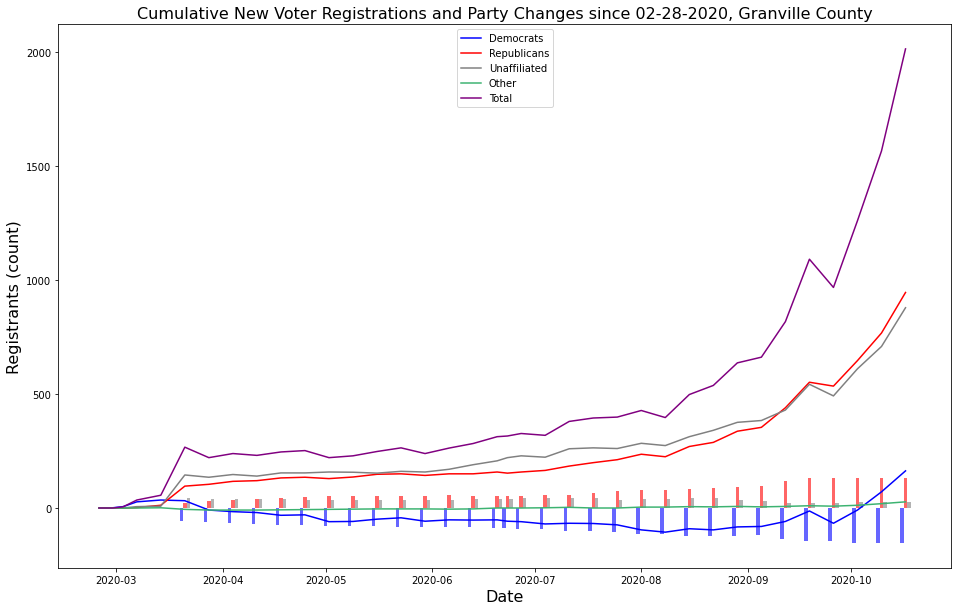 Cumulative New Voter Registrations and Party Changes since 02-28-2020, Granville County
Democrats
Republicans
Unaffiliated
Other
Total
Registrants (count)
2000
1500
1000
500
0
2020-03 2020-04 2020-05 2020-06 2020-07 2020-08 2020-09 2020-10
Date